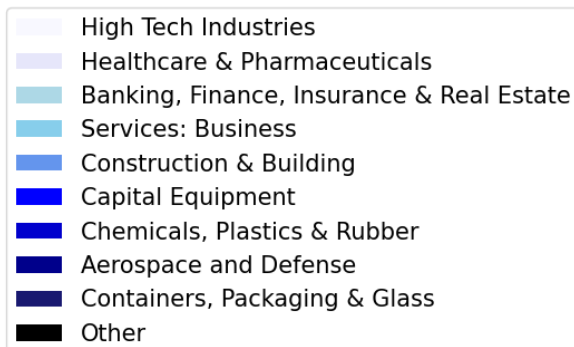 High Tech Industries
Healthcare & Pharmaceuticals
Banking, Finance, Insurance & Real Estate
Services: Business
Construction & Building
Capital Equipment
Chemicals, Plastics & Rubber
Aerospace and Defense
Containers, Packaging & Glass
Other